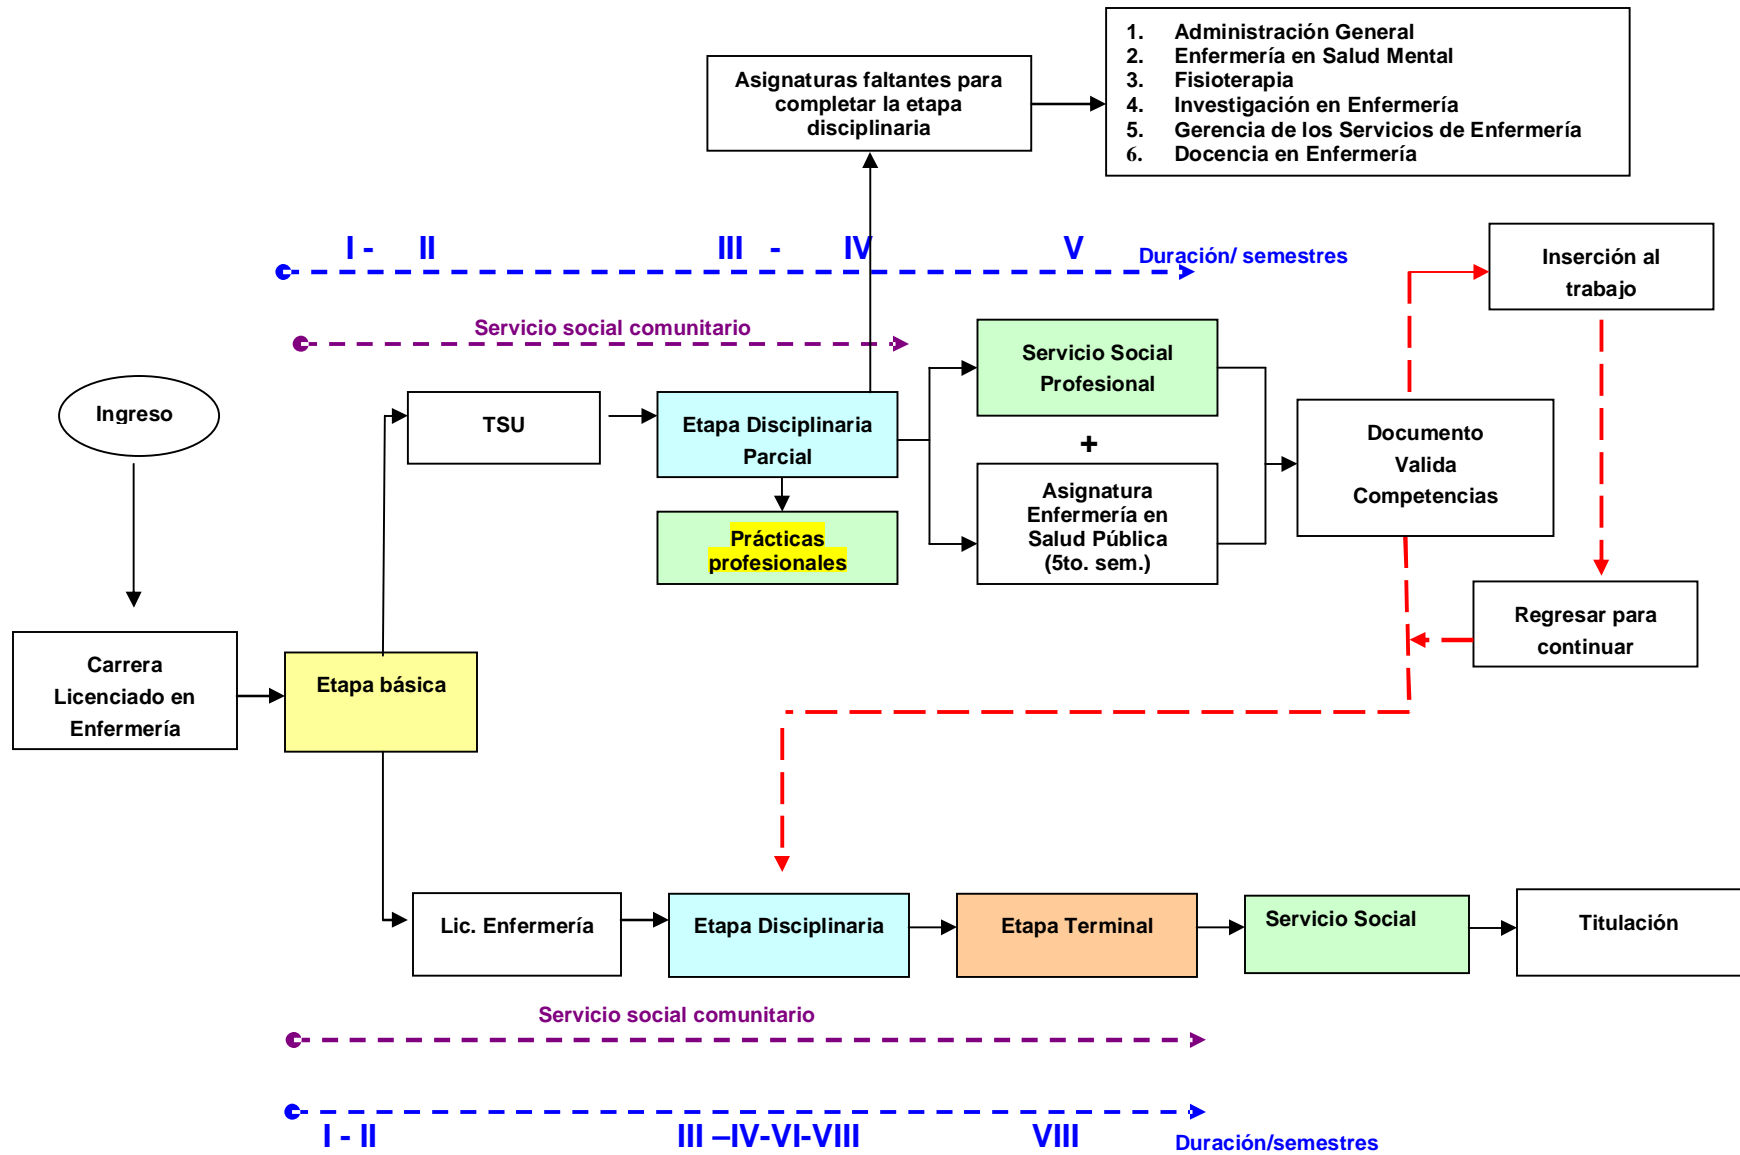 1. Administración General
2. Enfermería en Salud Mental
3. Fisioterapia
4. Investigación en Enfermería
5. Gerencia de los Servicios de Enfermería
6. Docencia en Enfermería
Asignaturas faltantes para
completar la etapa
disciplinaria
I - II III - IV V
Duración/ semestres
Inserción al
trabajo
Servicio social comunitario
Servicio Social
Profesional
Ingreso
TSU
Etapa Disciplinaria
Parcial
+
Documento
Valida
Competencias
Asignatura
Enfermería en
Salud Pública
(5to. sem.)
Prácticas
profesionales
Regresar para
continuar
Carrera
Licenciado en
Enfermería
Etapa básica
Lic. Enfermería
Etapa Disciplinaria
Etapa Terminal
Servicio Social
Titulación
Servicio social comunitario
I - II III –IV-VI-VIII VIII
Duración/semestres